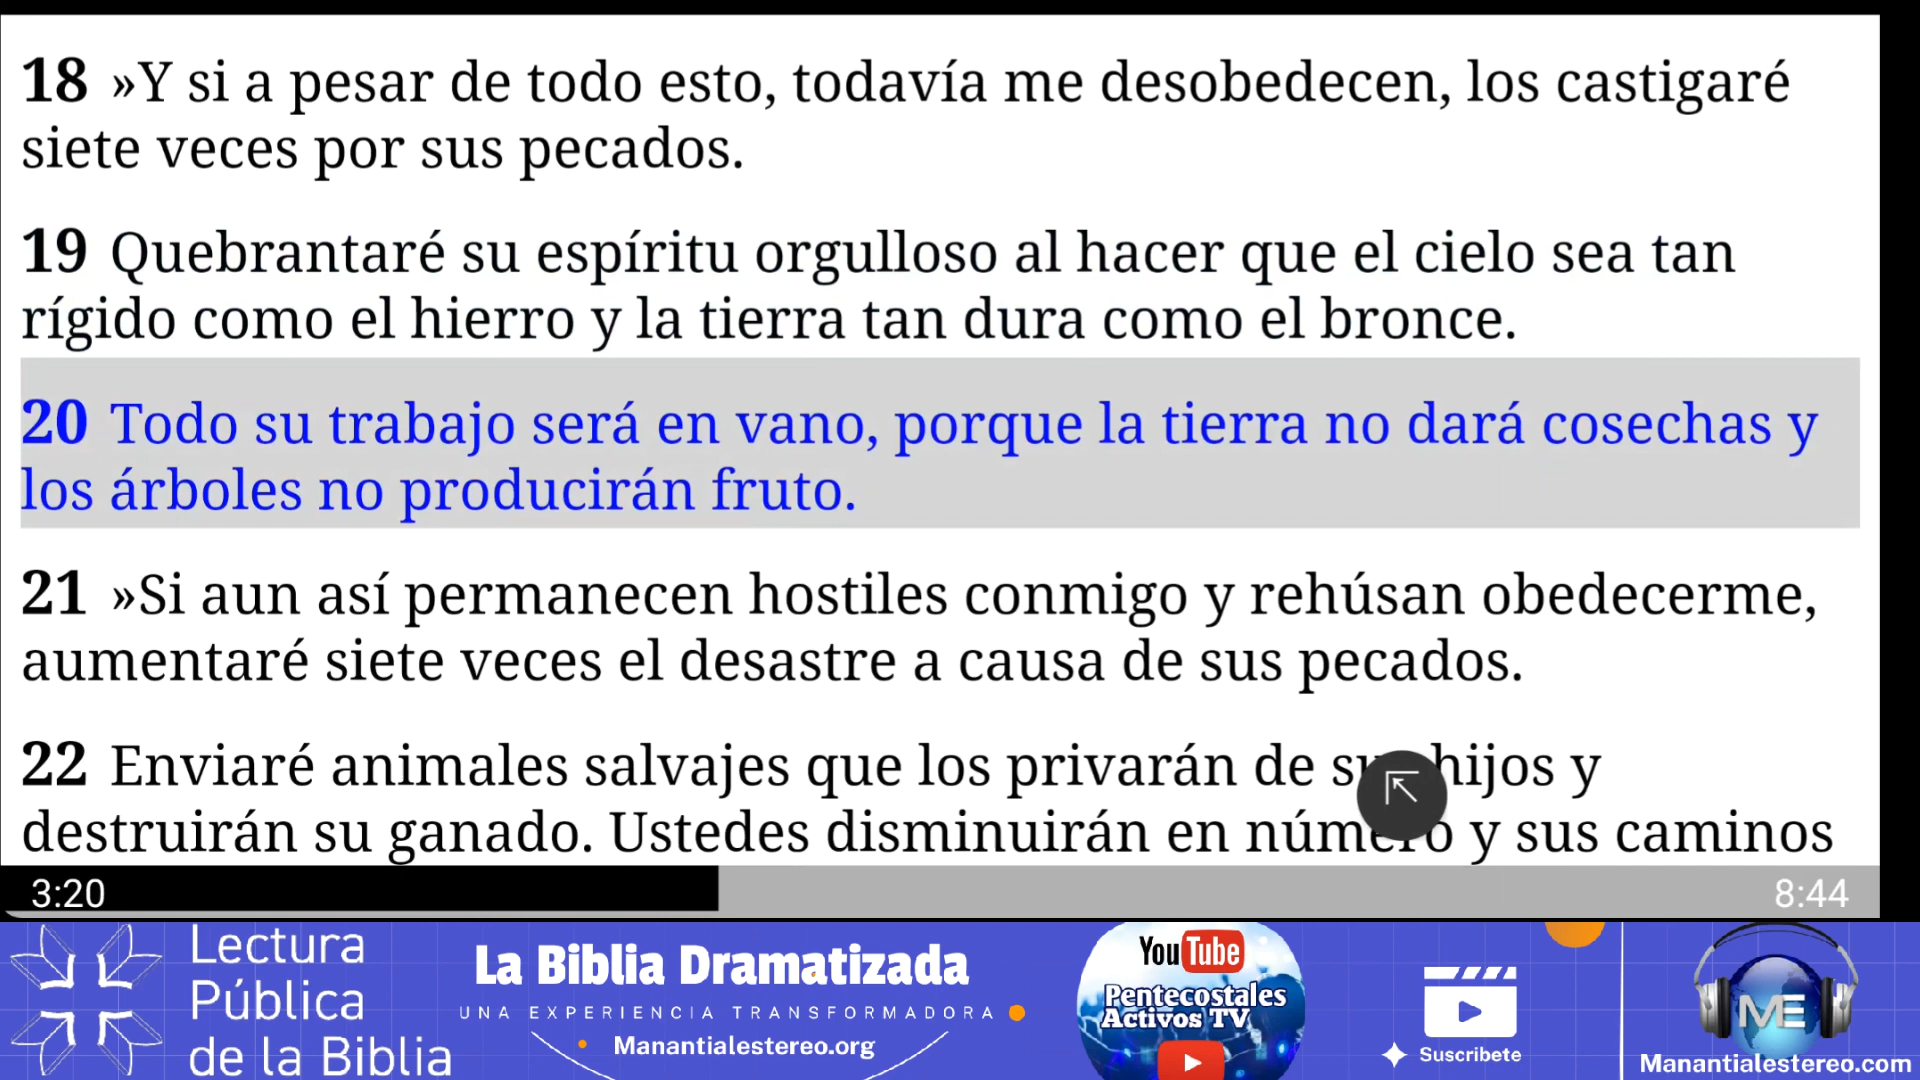 18 »Y si a pesar de todo esto, todavía me desobedecen, los castigaré
siete veces por sus pecados.
19 Quebrantaré su espíritu orgulloso al hacer que el cielo sea tan
rígido como el hierro y la tierra tan dura como el bronce.
20 Todo su trabajo será en vano, porque la tierra no dará cosechas y
los árboles no producirán fruto.
21 »Si aun así permanecen hostiles conmigo y rehúsan obedecerme,
aumentaré siete veces el desastre a causa de sus pecados.
22 Enviaré animales salvajes que los privarán de sus hijos y
destruirán su ganado. Ustedes disminuirán en número y sus caminos
3:20
8:44
Lectura
Pública
de la Biblia
La Biblia Dramatizada
UNA EXPERIENCIA TRANSFORMADORA
Manantialestereo.org
YouTube
Pentecostales
Activos TV
Suscribete
ME
Manantialestereo.com